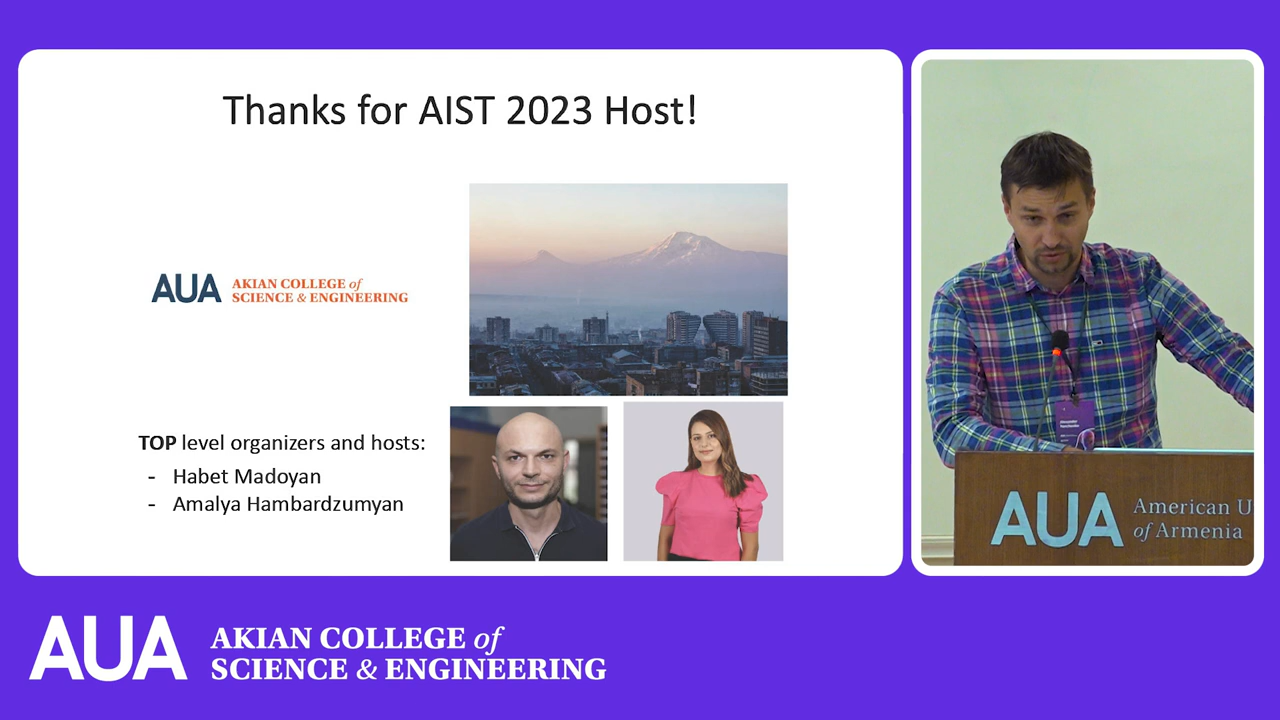 Thanks for AIST 2023 Host!
AUA
AKIAN COLLEGE of
SCIENCE & ENGINEERING
TOP level organizers and hosts:
- Habet Madoyan
- Amalya Hambardzumyan
AUA
American U
of Armenia
AUA
AKIAN COLLEGE of
SCIENCE & ENGINEERING